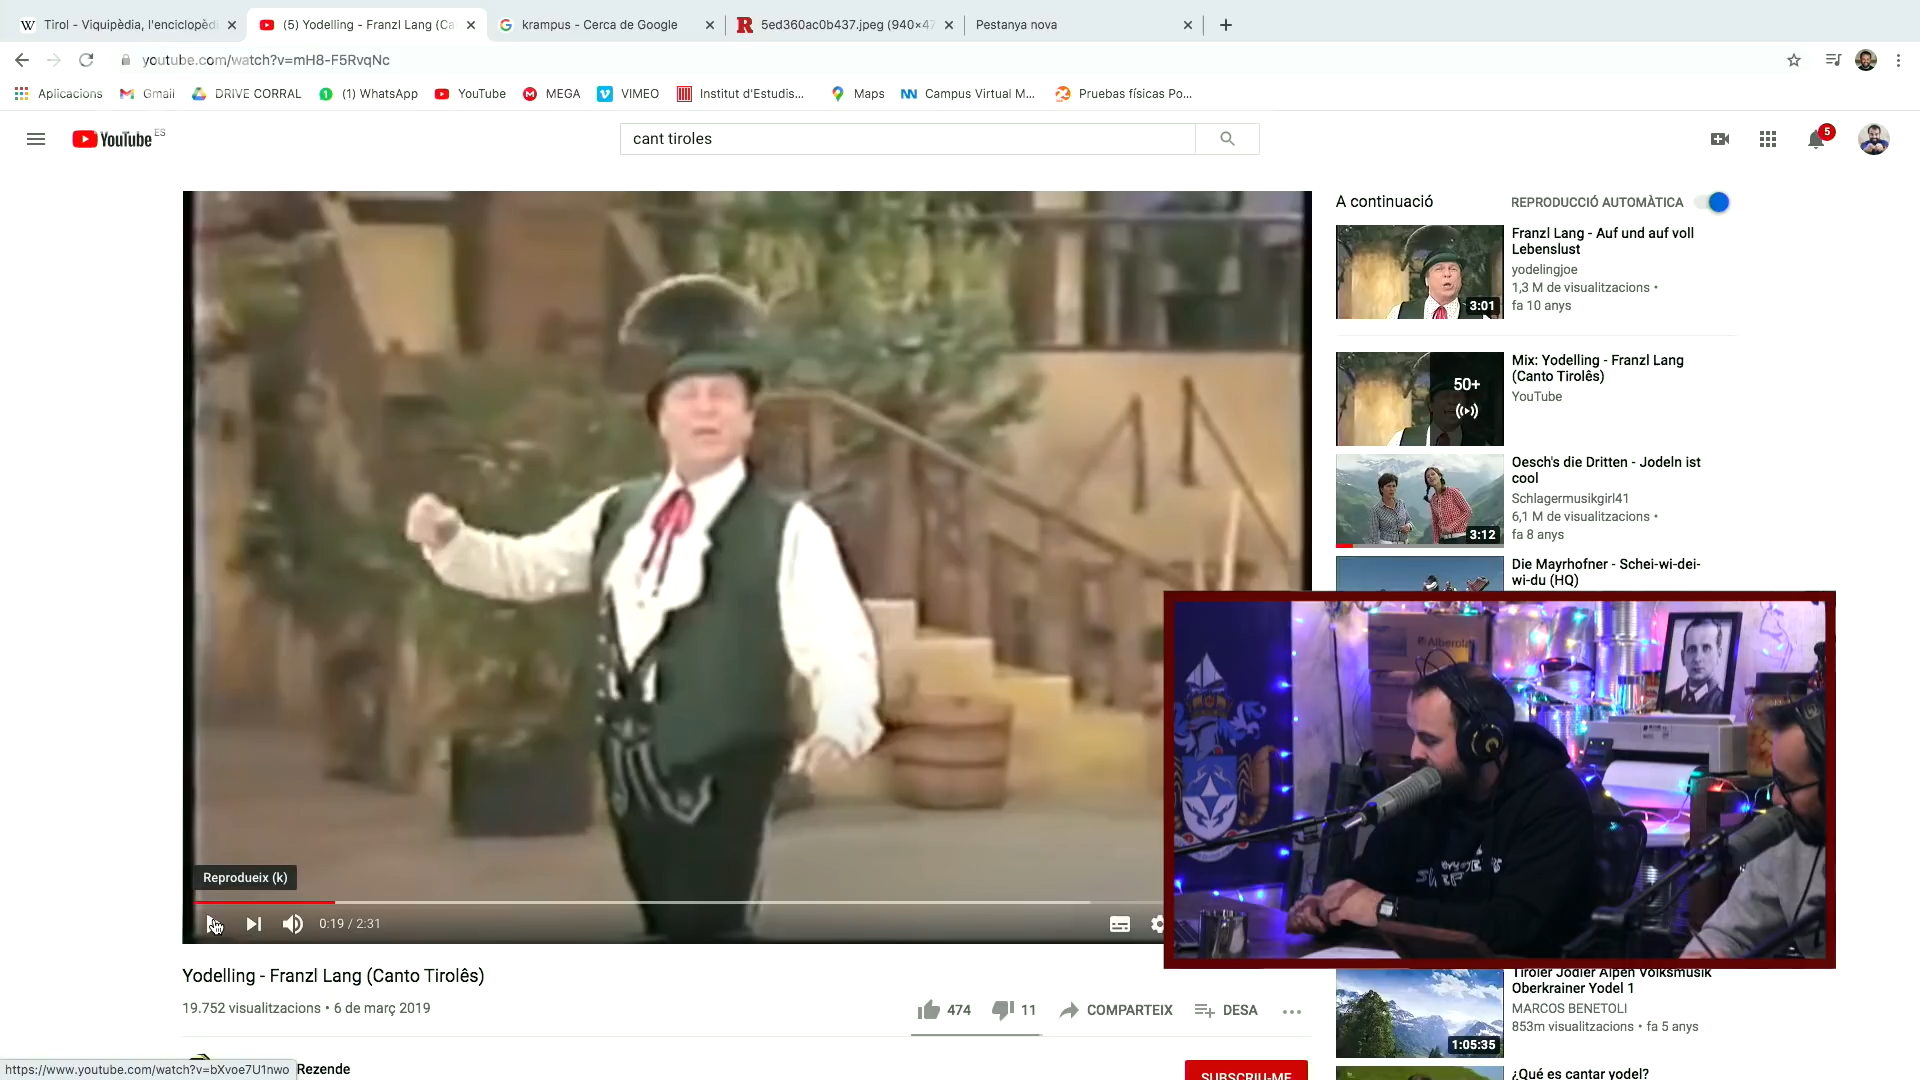 Tirol - Viquipèdia, l'enciclopèdi
(5) Yodelling - Franzl Lang (Ca
krampus - Cerca de Google
5ed360ac0b437.jpeg (940×47
Pestanya nova
youtube.com/watch?v=mH8-F5RvqNc
Aplicacions
Gmail
DRIVE CORRAL
(1) WhatsApp
YouTube
MEGA
VIMEO
Institut d'Estudis...
Maps
Campus Virtual M...
Pruebas físicas Po...
YouTube ES
cant tiroles
5
A continuació
REPRODUCCIÓ AUTOMÀTICA
Franzl Lang - Auf und auf voll
Lebenslust
yodelingjoe
1,3 M de visualitzacions •
fa 10 anys
3:01
Mix: Yodelling - Franzl Lang
(Canto Tirolês)
YouTube
50+
Oesch's die Dritten - Jodeln ist
cool
Schlagermusikgirl41
6,1 M de visualitzacions •
fa 8 anys
3:12
Die Mayrhofner - Schei-wi-dei-
wi-du (HQ)
Alberola
Reprodueix (k)
0:19 / 2:31
Yodelling - Franzl Lang (Canto Tirolês)
19.752 visualitzacions • 6 de març 2019
474
11
COMPARTEIX
DESA
Tiroler Jodler Alpen Volksmusik
Oberkrainer Yodel 1
MARCOS BENETOLI
853m visualitzacions • fa 5 anys
1:05:35
https://www.youtube.com/watch?v=bXvoe7U1nwo
Rezende
SUBSCRIU-ME
¿Qué es cantar yodel?